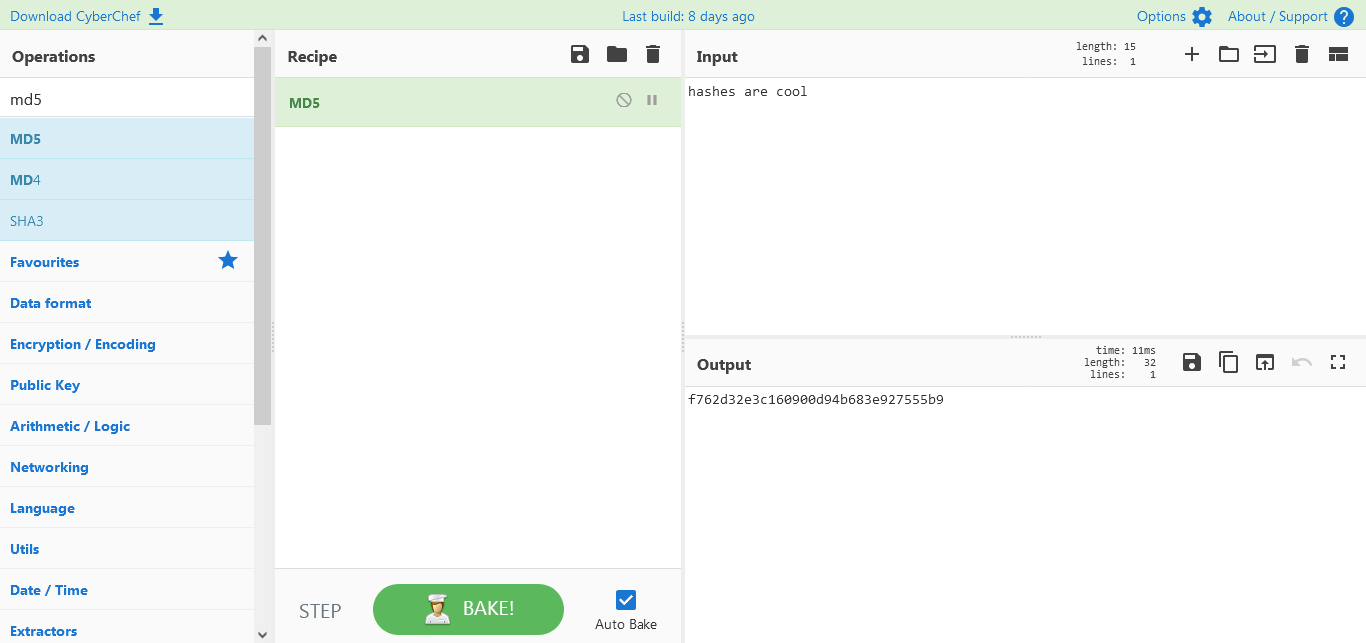 Download CyberChef
Last build: 8 days ago
Options
About / Support
Operations
md5
MD5
MD4
SHA3
Favourites
Data format
Encryption / Encoding
Public Key
Arithmetic / Logic
Networking
Language
Utils
Date / Time
Extractors
Recipe
MD5
STEP
BAKE!
Auto Bake
Input
length: 15
lines: 1
hashes are cool
Output
time: 11ms
length: 32
lines: 1
f762d32e3c160900d94b683e927555b9